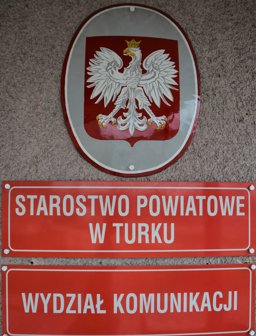 STAROSTWO POWIATOWE
W TURKU
WYDZIAŁ KOMUNIKACJI